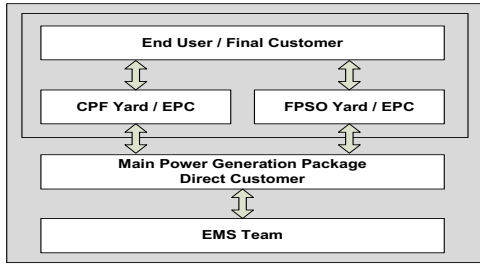 End User / Final Customer
CPF Yard / EPC
FPSO Yard / EPC
Main Power Generation Package
Direct Customer
EMS Team